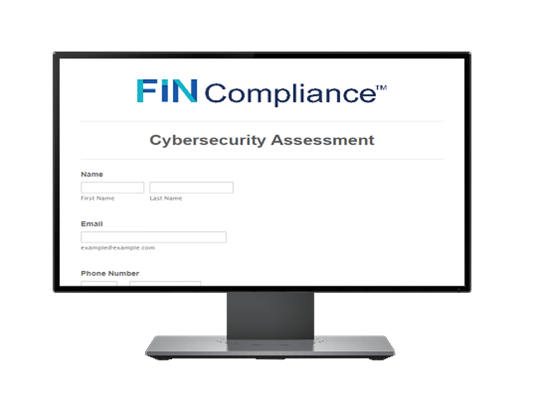 FIN Compliance™
Cybersecurity Assessment
Name
First Name Last Name
Email
example@example.com
Phone Number